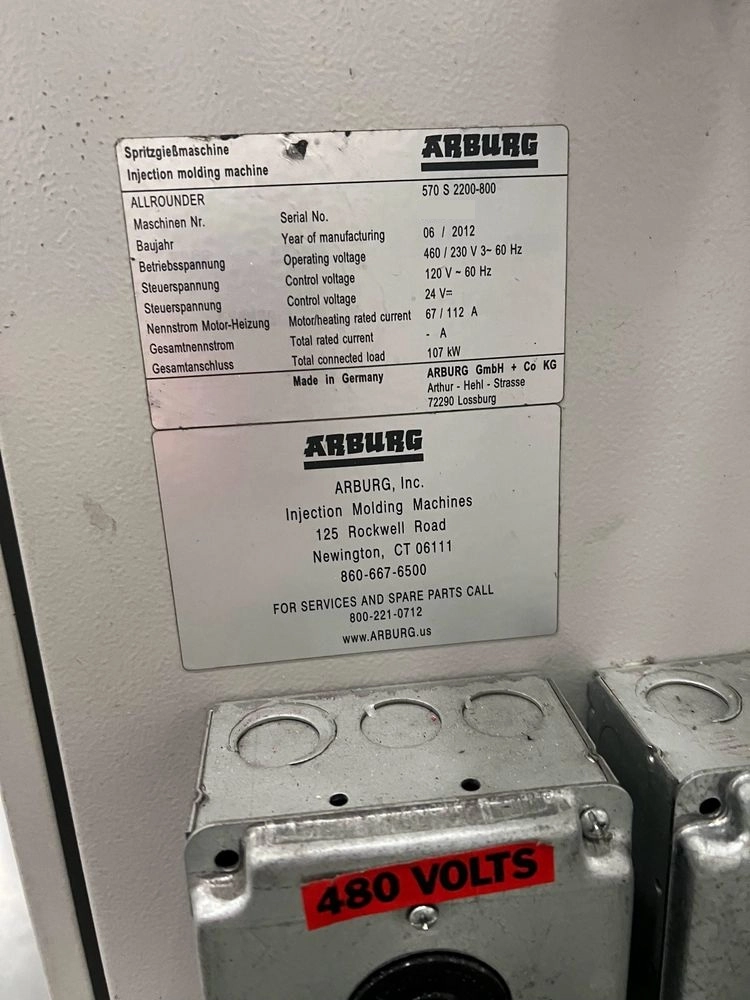 Spritzgießmaschine
Injection molding machine
ARBURG
ALLROUNDER 570 S 2200-800
Maschinen Nr. Serial No.
Baujahr Year of manufacturing 06 / 2012
Betriebsspannung Operating voltage 460 / 230 V 3~ 60 Hz
Steuerspannung Control voltage 120 V ~ 60 Hz
Steuerspannung Control voltage 24 V=
Nennstrom Motor-Heizung Motor/heating rated current 67 / 112 A
Gesamtnennstrom Total rated current - A
Gesamtanschluss Total connected load 107 kW
Made in Germany
ARBURG GmbH + Co KG
Arthur - Hehl - Strasse
72290 Lossburg
ARBURG
ARBURG, Inc.
Injection Molding Machines
125 Rockwell Road
Newington, CT 06111
860-667-6500
FOR SERVICES AND SPARE PARTS CALL
800-221-0712
www.ARBURG.us
480 VOLTS